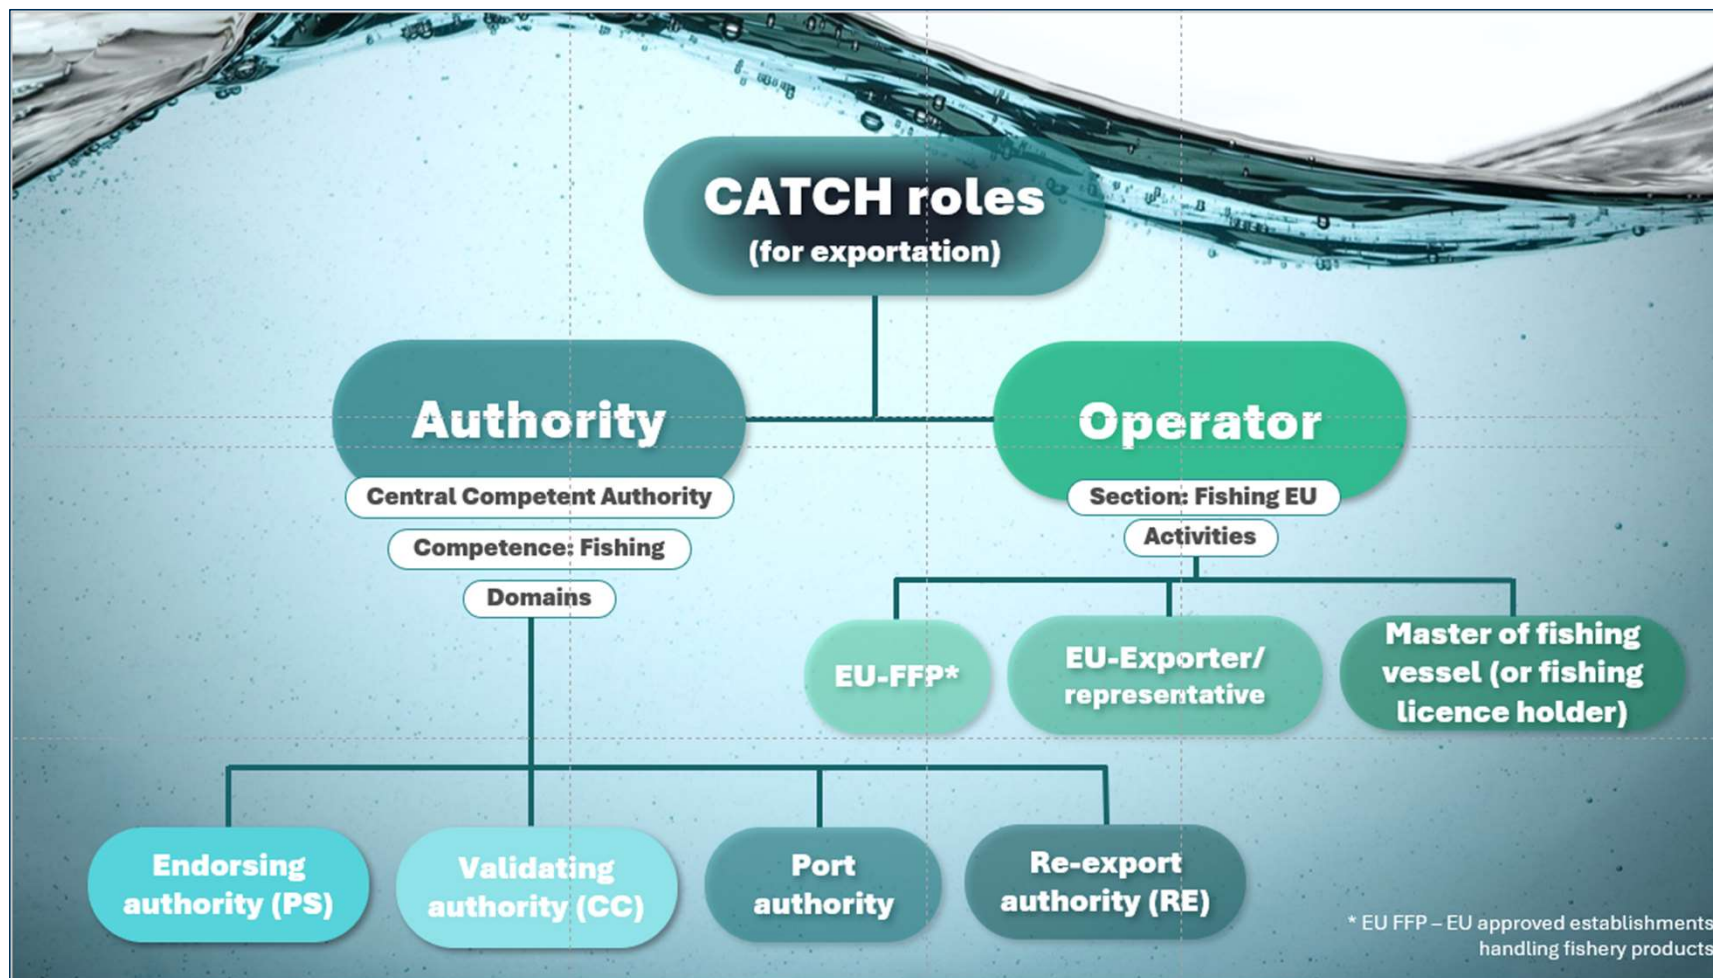 CATCH roles
(for exportation)
Authority
Central Competent Authority
Competence: Fishing
Domains
Operator
Section: Fishing EU
Activities
EU-FFP*
EU-Exporter/
representative
Master of fishing
vessel (or fishing
licence holder)
Endorsing
authority (PS)
Validating
authority (CC)
Port
authority
Re-export
authority (RE)
* EU FFP – EU approved establishments
handling fishery products